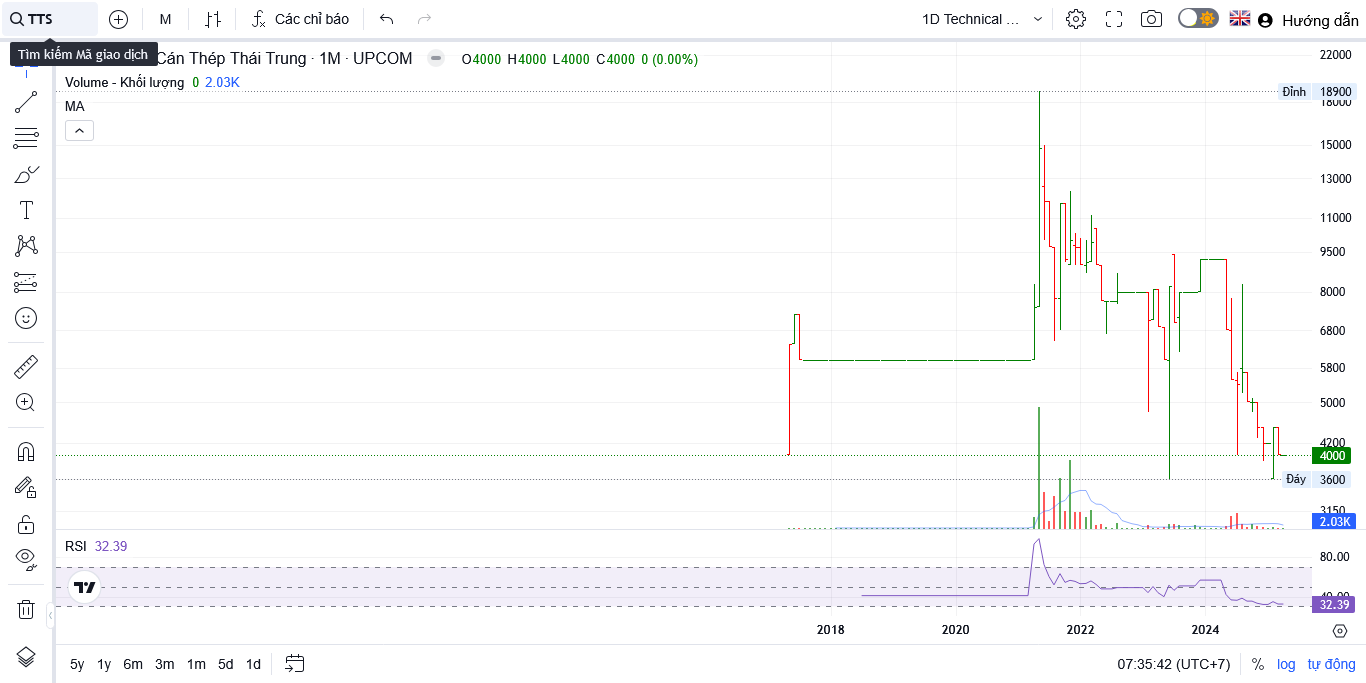 TTS
M
Các chỉ báo
1D Technical ...
Hướng dẫn
Tìm kiếm Mã giao dịch
Cán Thép Thái Trung · 1M · UPCOM
O4000 H4000 L4000 C4000 0 (0.00%)
Volume - Khối lượng 0 2.03K
MA
22000
Đỉnh 18900
18000
15000
13000
11000
9500
8000
6800
5800
5000
4200
4000
Đáy 3600
3150
2.03K
RSI 32.39
80.00
40.00
32.39
2018 2020 2022 2024
5y 1y 6m 3m 1m 5d 1d
07:35:42 (UTC+7) % log tự động